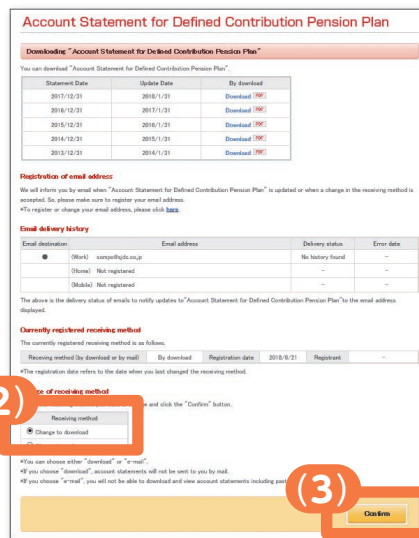 Account Statement for Defined Contribution Pension Plan
Downloading "Account Statement for Defined Contribution Pension Plan"
You can download "Account Statement for Defined Contribution Pension Plan".
Statement Date Update Date By download
2017/12/31 2018/1/31 Download PDF
2016/12/31 2017/1/31 Download PDF
2015/12/31 2016/1/31 Download PDF
2014/12/31 2015/1/31 Download PDF
2013/12/31 2014/1/31 Download PDF
Registration of email address
We will inform you by email when "Account Statement for Defined Contribution Pension Plan" is updated or when a change in the receiving method is
accepted. So, please make sure to register your email address.
*To register or change your email address, please click here.
Email delivery history
Email destination Email address Delivery status Error date
● (Work) sompo@sjdc.co.jp No history found –
(Home) Not registered – –
(Mobile) Not registered – –
The above is the delivery status of emails to notify updates to "Account Statement for Defined Contribution Pension Plan" to the email address
displayed.
Currently registered receiving method
The currently registered receiving method is as follows.
Receiving method (by download or by mail) By download Registration date 2018/8/21 Registrant –
*The registration date refers to the date when you last changed the receiving method.
2)
of receiving method
and click the "Confirm" button.
Receiving method
Change to download
*You can choose either "download" or "e-mail".
*If you choose "download", account statements will not be sent to you by mail.
*If you choose "e-mail", you will not be able to download and view account statements including past
(3)
Confirm